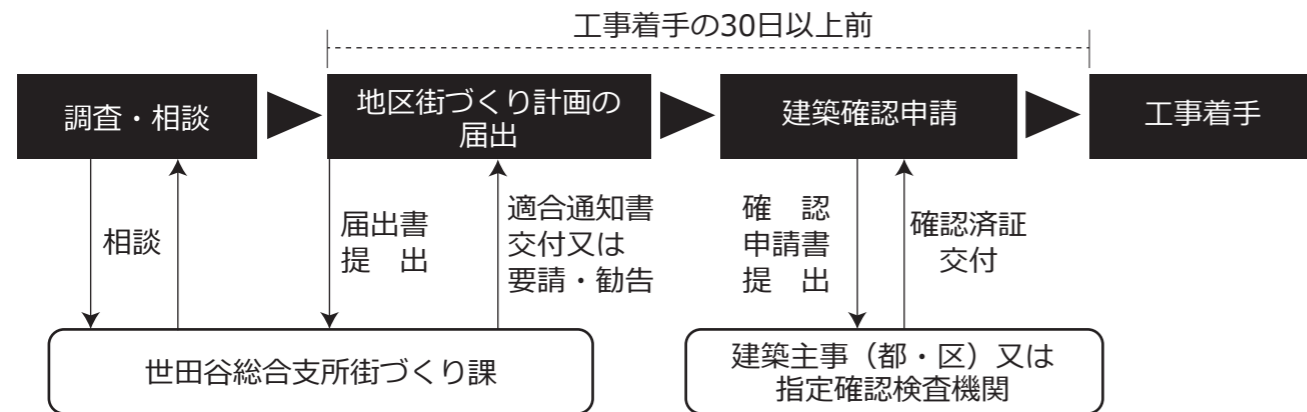 工事着手の30日以上前
調査・相談
地区街づくり計画の
届出
建築確認申請
工事着手
相談
届出書
提　出
適合通知書
交付又は
要請・勧告
確　認
申請書
提　出
確認済証
交付
世田谷総合支所街づくり課
建築主事（都・区）又は
指定確認検査機関